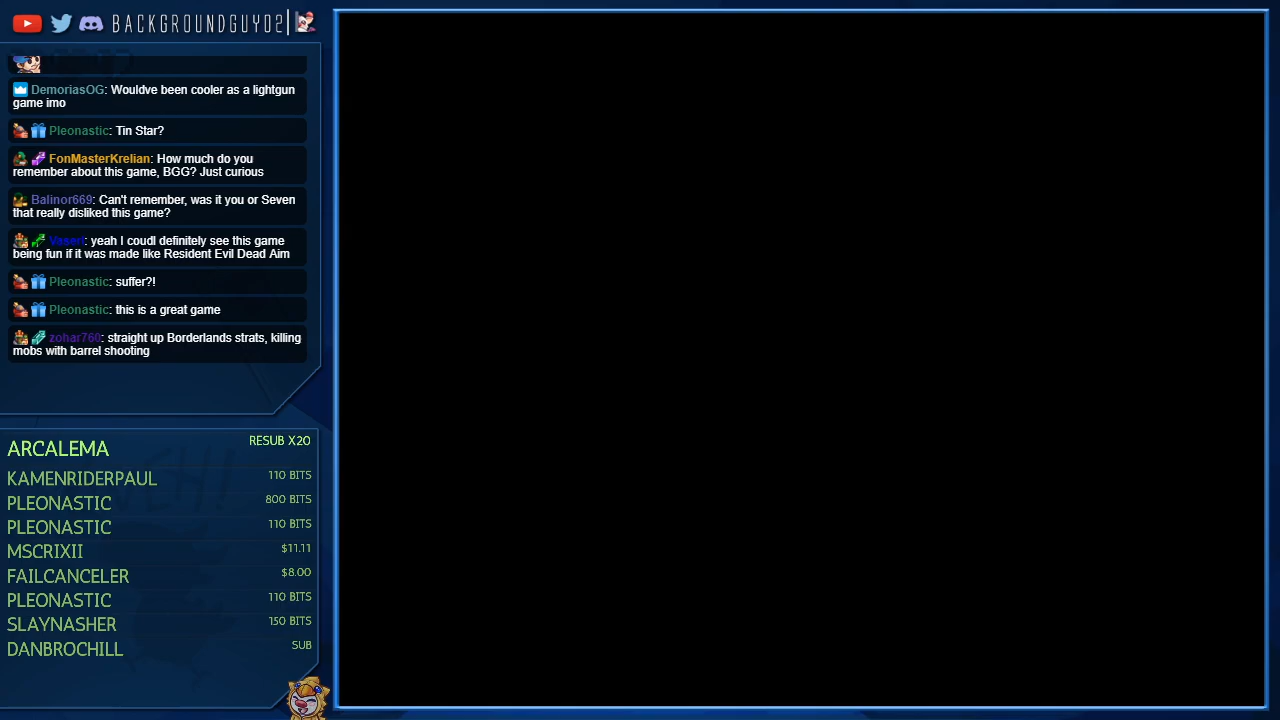 BACKGROUNDGUY02
DemoriasOG: Wouldve been cooler as a lightgun
game imo
Pleonastic: Tin Star?
FonMasterKrelian: How much do you
remember about this game, BGG? Just curious
Balinor669: Can't remember, was it you or Seven
that really disliked this game?
yeah I coudl definitely see this game
being fun if it was made like Resident Evil Dead Aim
Pleonastic: suffer?!
Pleonastic: this is a great game
zohar760: straight up Borderlands strats, killing
mobs with barrel shooting
ARCALEMA RESUB X20
KAMENRIDERPAUL 110 BITS
PLEONASTIC 800 BITS
PLEONASTIC 110 BITS
MSCRIXII $11.11
FAILCANCELER $8.00
PLEONASTIC 110 BITS
SLAYNASHER 150 BITS
DANBROCHILL SUB